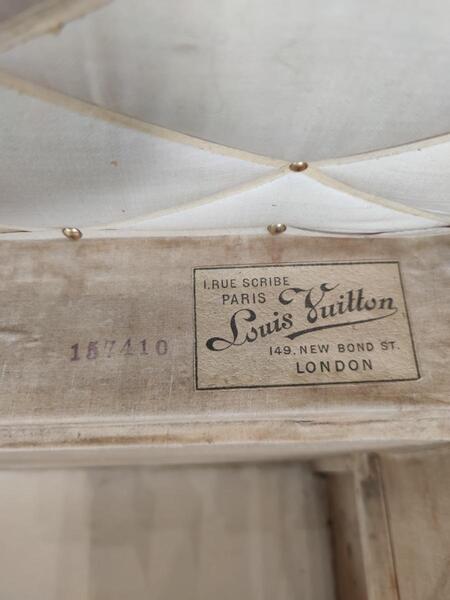 1.RUE SCRIBE
PARIS
Louis Vuitton
149, NEW BOND ST.
LONDON
157410